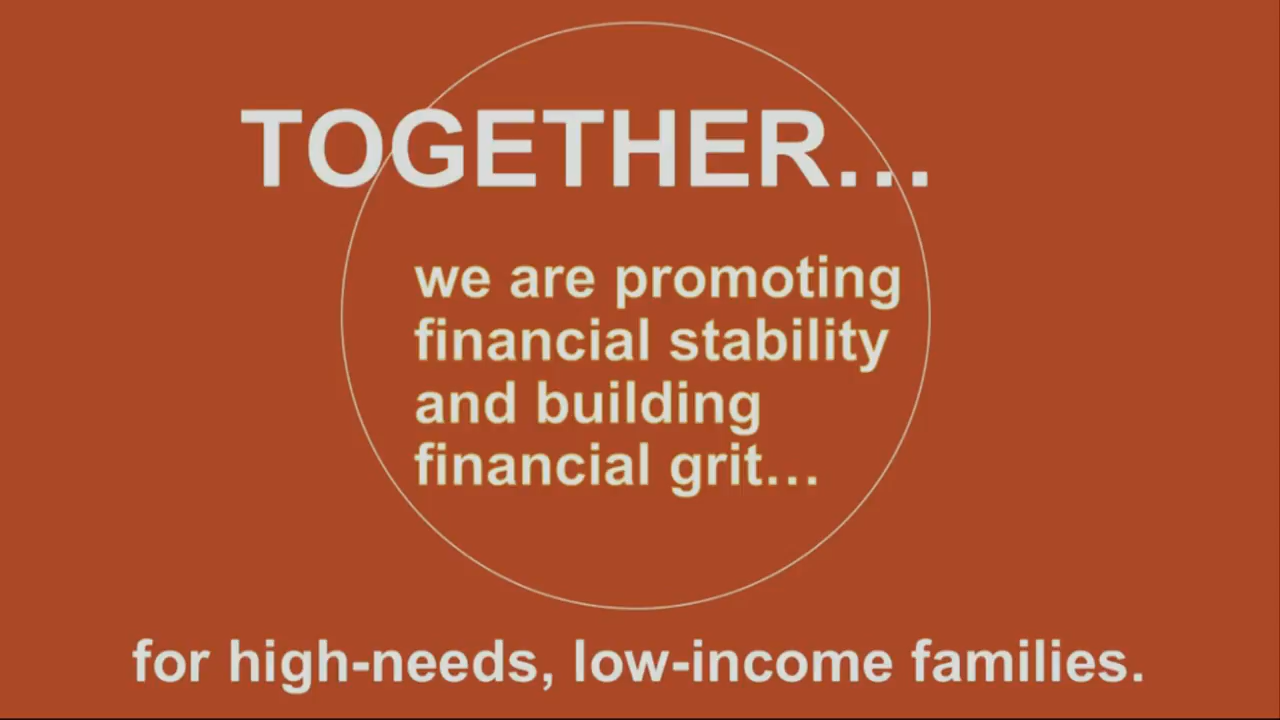 TOGETHER...
we are promoting
financial stability
and building
financial grit...
for high-needs, low-income families.